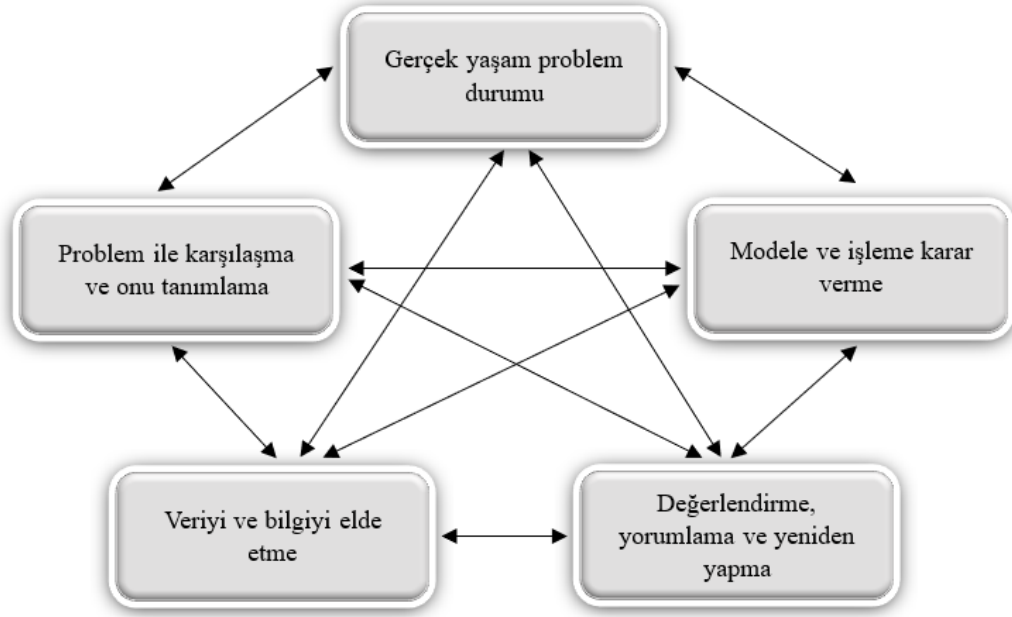 Gerçek yaşam problem
durumu
Problem ile karşılaşma
ve onu tanımlama
Modele ve işleme karar
verme
Veriyi ve bilgiyi elde
etme
Değerlendirme,
yorumlama ve yeniden
yapma